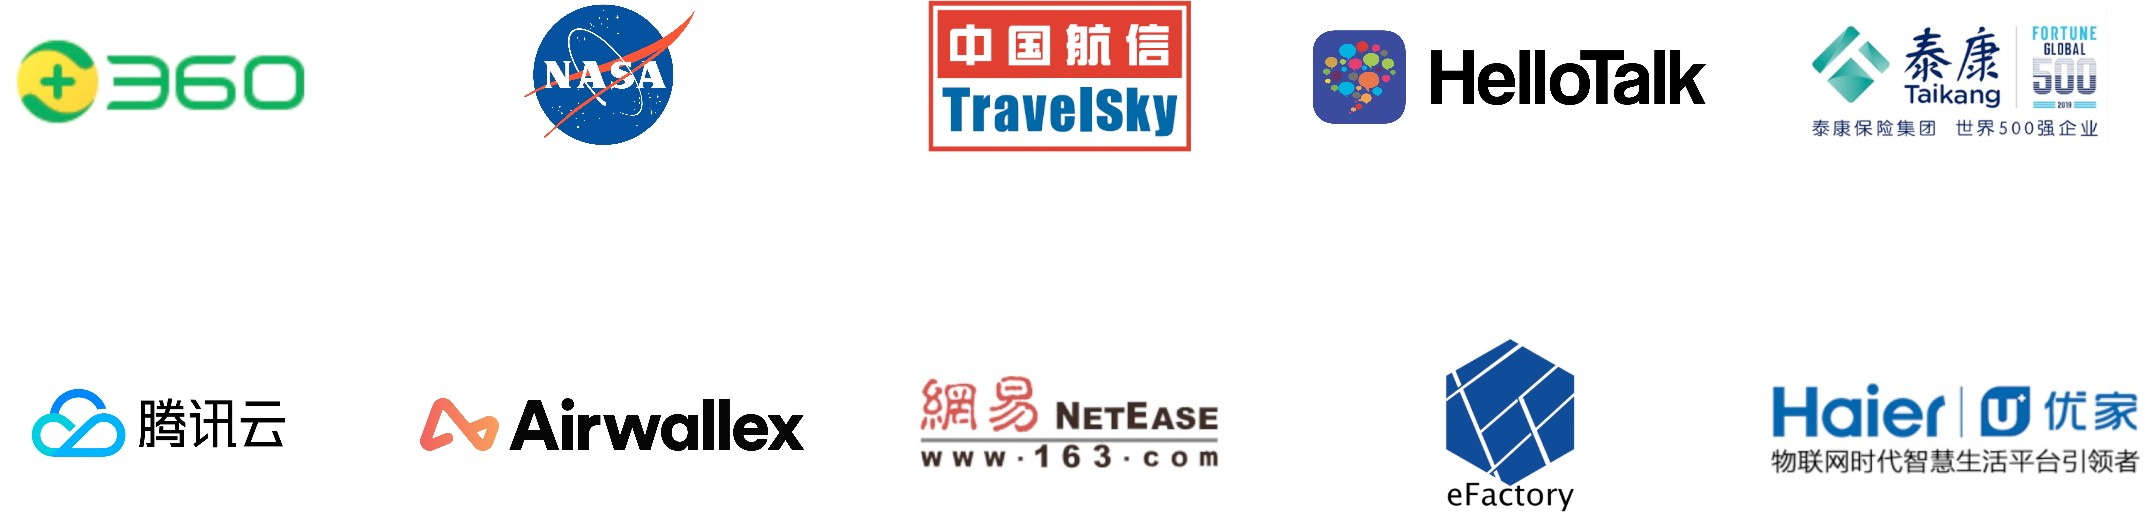 360
NASA
中国航信
TravelSky
HelloTalk
泰康
Taikang
FORTUNE
GLOBAL
500
2019
泰康保险集团 世界500强企业
腾讯云
Airwallex
網易 NETEASE
www.163.com
eFactory
Haier U+ 优家
物联网时代智慧生活平台引领者